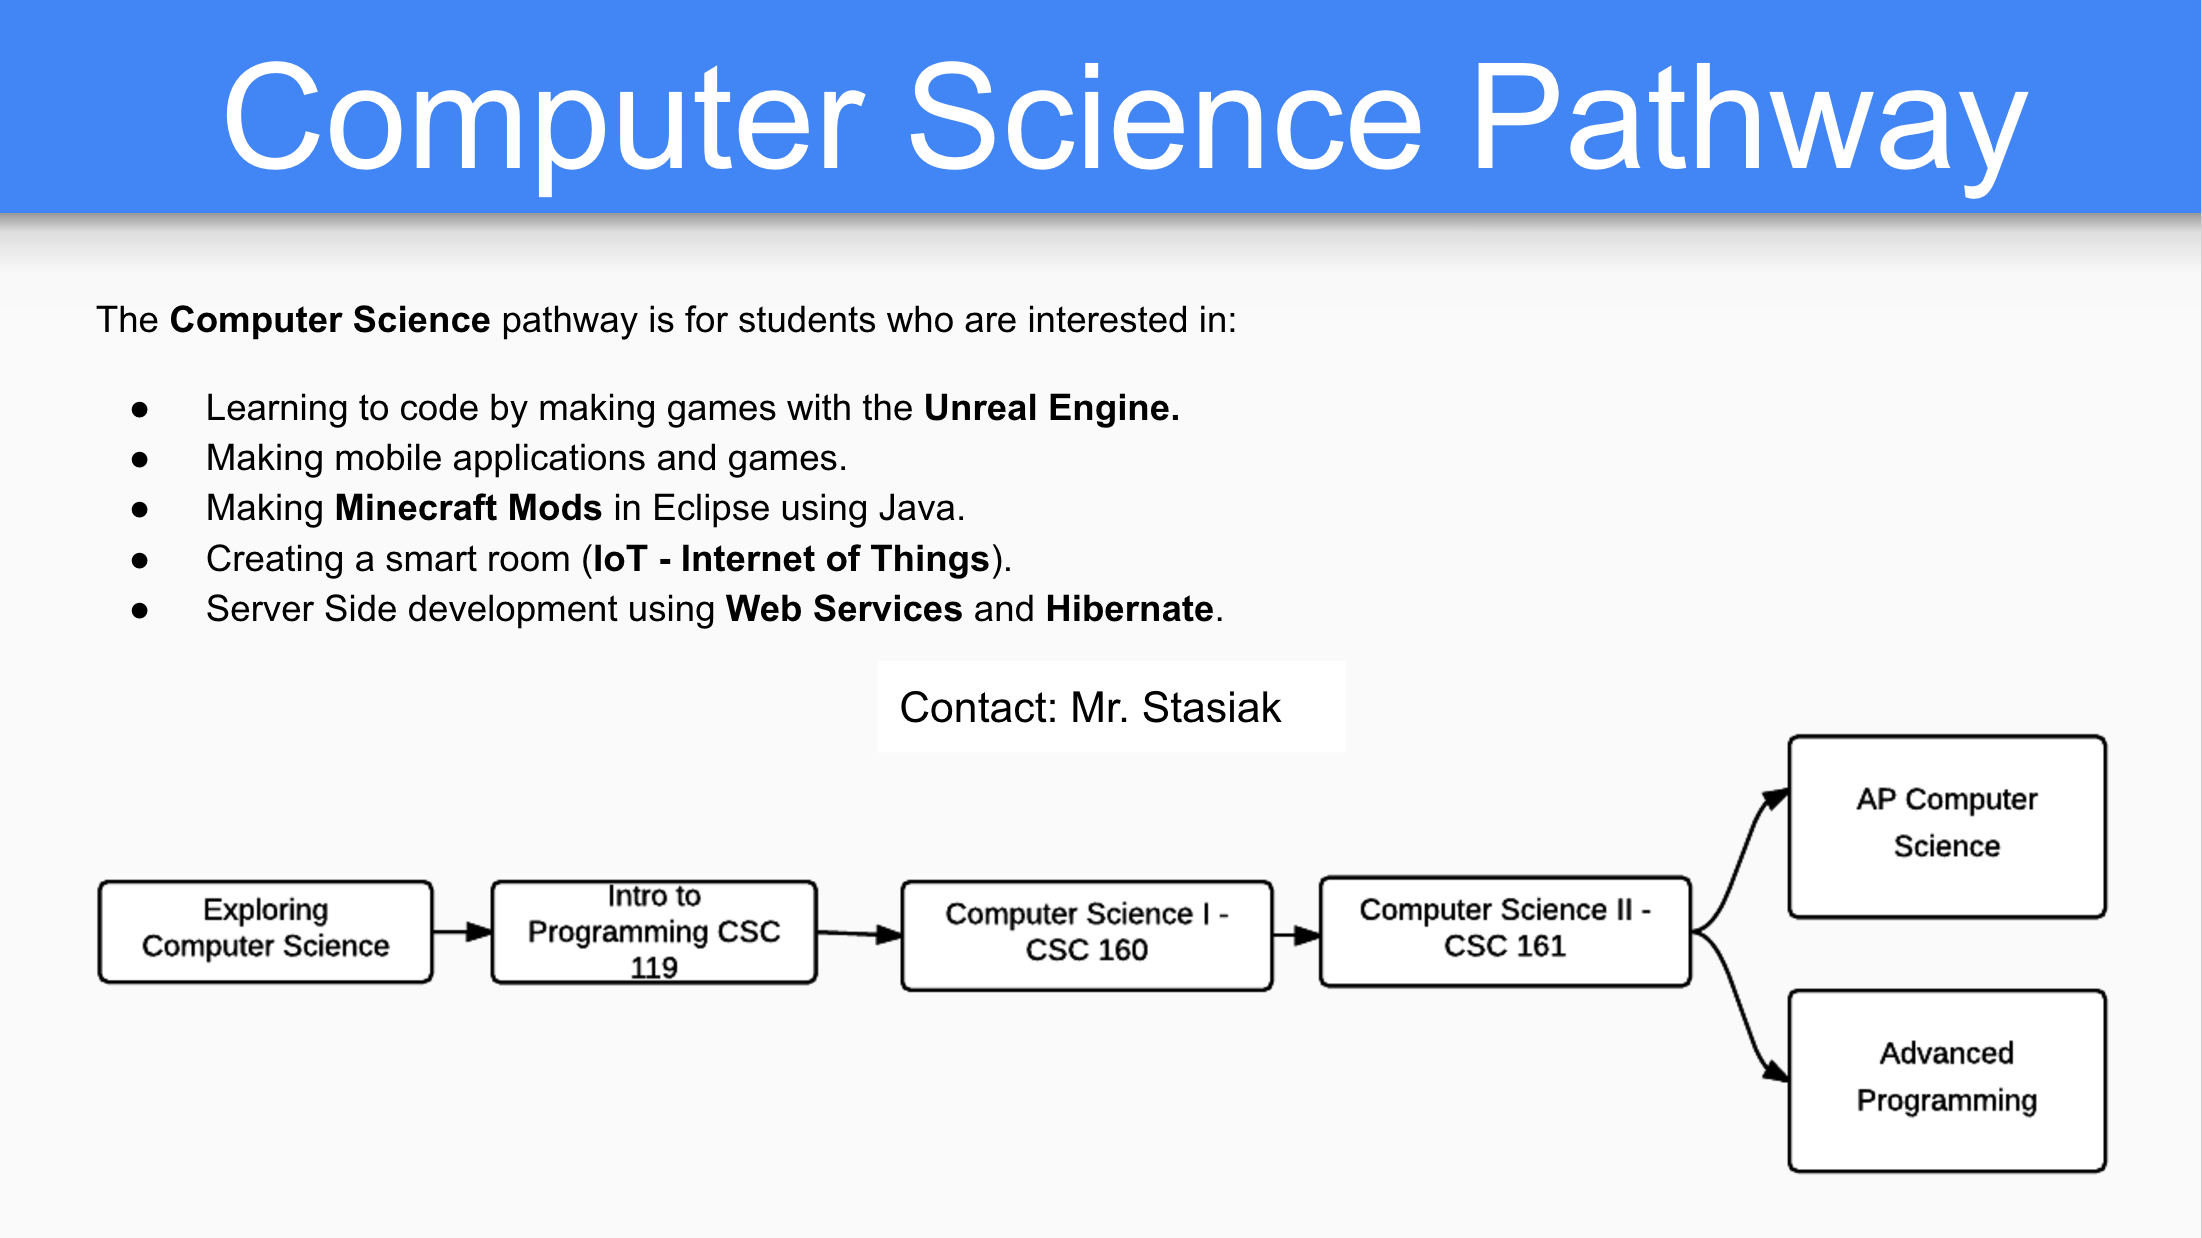 Computer Science Pathway
The Computer Science pathway is for students who are interested in:
● Learning to code by making games with the Unreal Engine.
● Making mobile applications and games.
● Making Minecraft Mods in Eclipse using Java.
● Creating a smart room (IoT - Internet of Things).
● Server Side development using Web Services and Hibernate.
Contact: Mr. Stasiak
Exploring
Computer Science
Intro to
Programming CSC
119
Computer Science I -
CSC 160
Computer Science II -
CSC 161
AP Computer
Science
Advanced
Programming